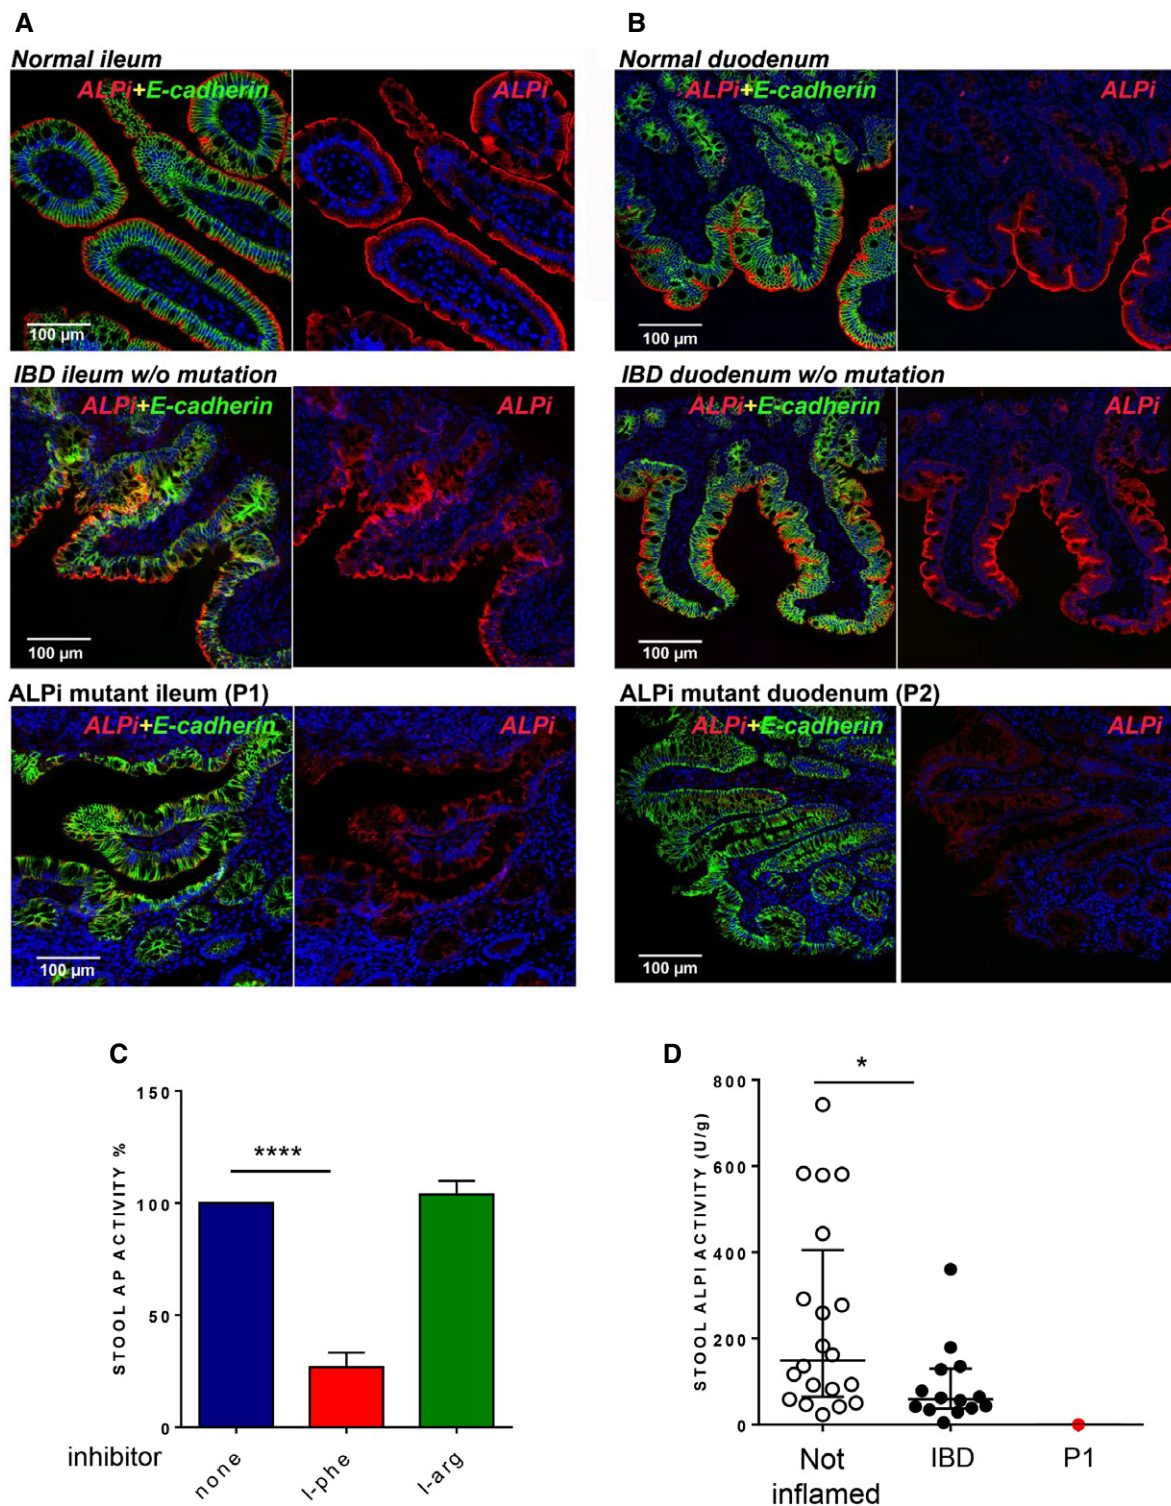 A
B
Normal ileum
Normal duodenum
ALPi+E-cadherin
ALPi
ALPi+E-cadherin
ALPi
100 µm
100 µm
IBD ileum w/o mutation
IBD duodenum w/o mutation
ALPi+E-cadherin
ALPi
ALPi+E-cadherin
ALPi
100 µm
100 µm
ALPi mutant ileum (P1)
ALPi mutant duodenum (P2)
ALPi+E-cadherin
ALPi
ALPi+E-cadherin
ALPi
100 µm
100 µm
C
STOOL AP ACTIVITY %
150
100
50
0
****
inhibitor
none
l-phe
l-arg
D
STOOL ALPI ACTIVITY (U/g)
800
600
400
200
0
*
Not inflamed
IBD
P1